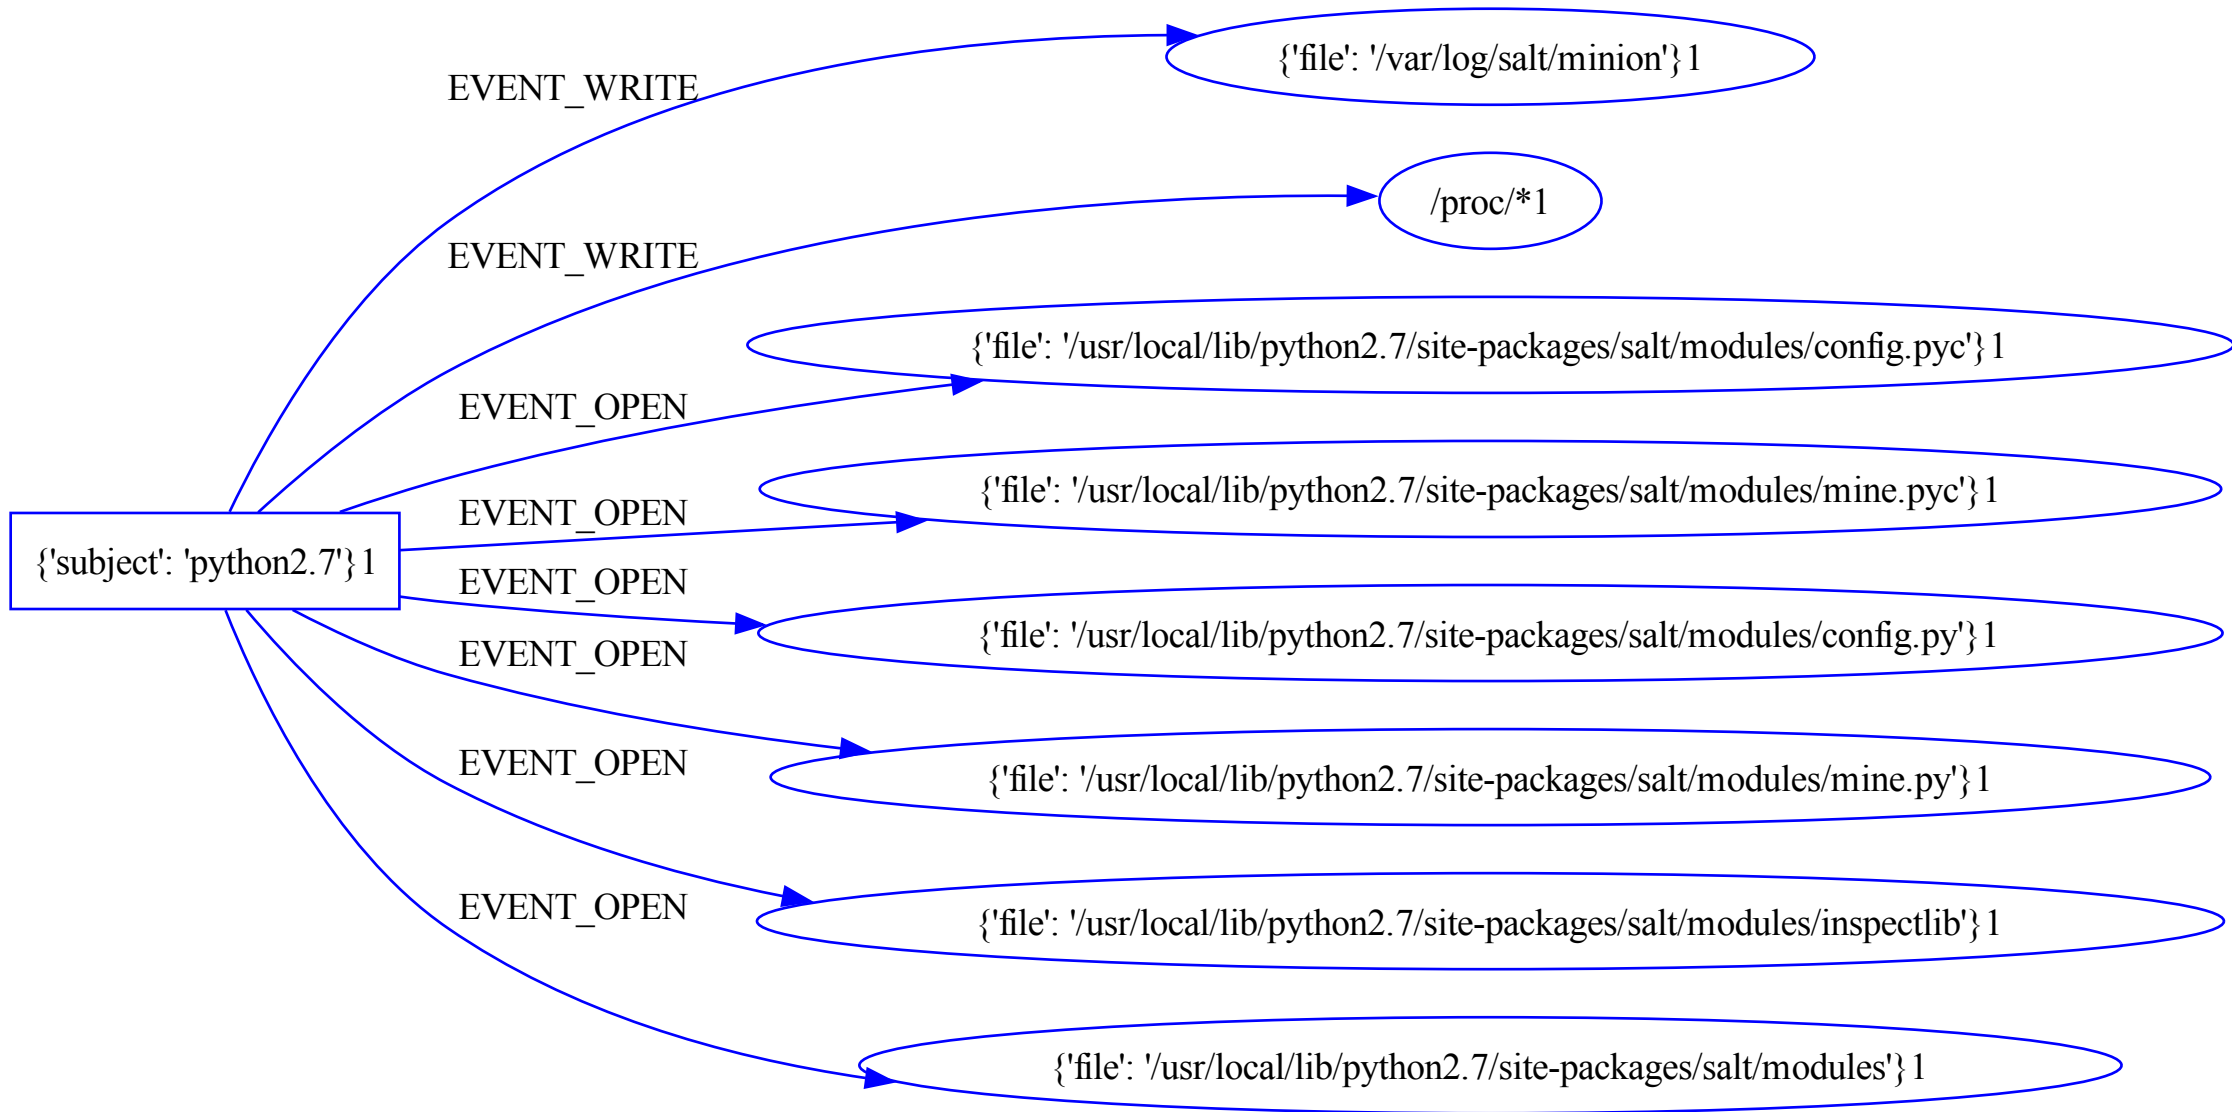 EVENT_WRITE
{'file': '/var/log/salt/minion'}1
EVENT_WRITE
/proc/*1
{'file': '/usr/local/lib/python2.7/site-packages/salt/modules/config.pyc'}1
EVENT_OPEN
{'file': '/usr/local/lib/python2.7/site-packages/salt/modules/mine.pyc'}1
EVENT_OPEN
{'subject': 'python2.7'}1
EVENT_OPEN
{'file': '/usr/local/lib/python2.7/site-packages/salt/modules/config.py'}1
EVENT_OPEN
{'file': '/usr/local/lib/python2.7/site-packages/salt/modules/mine.py'}1
EVENT_OPEN
{'file': '/usr/local/lib/python2.7/site-packages/salt/modules/inspectlib'}1
EVENT_OPEN
{'file': '/usr/local/lib/python2.7/site-packages/salt/modules'}1